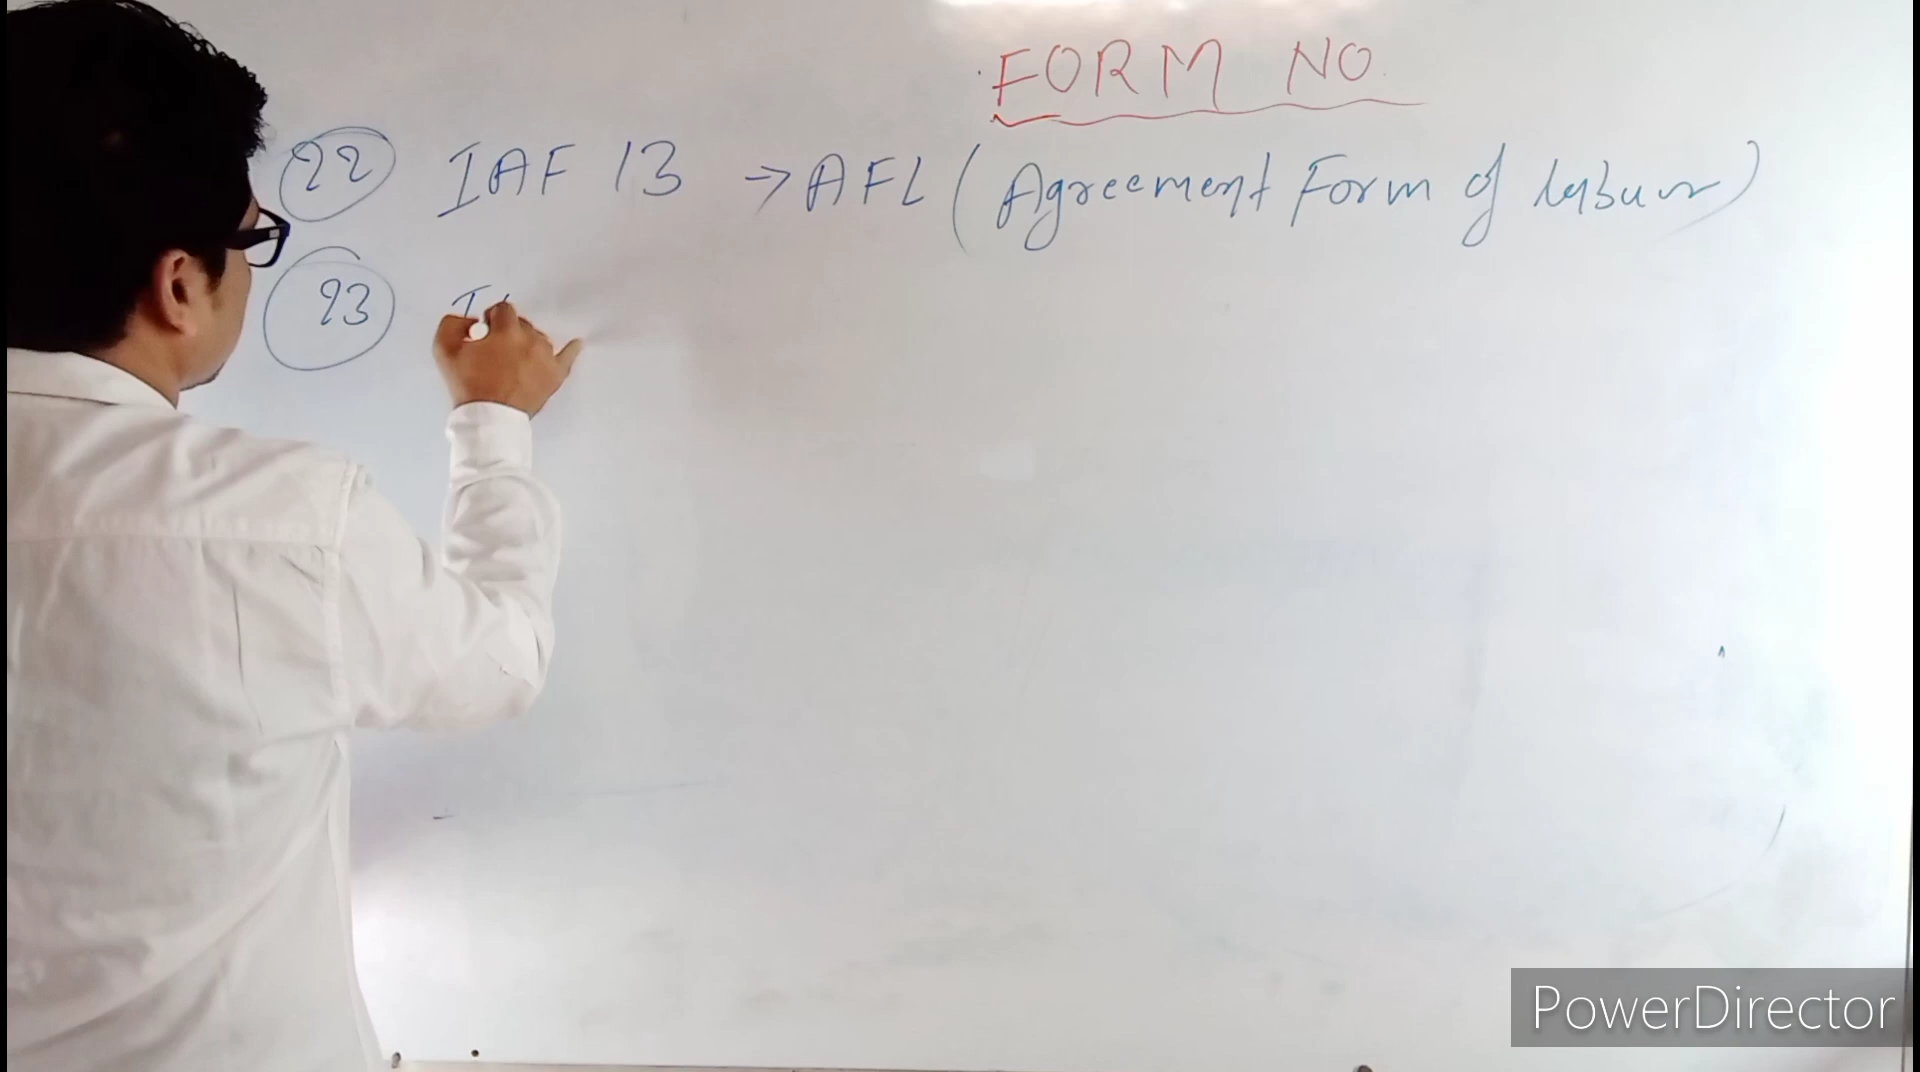 FORM NO.
22 IAF 13 → AFL (Agreement Form of labour)
23 I
PowerDirector